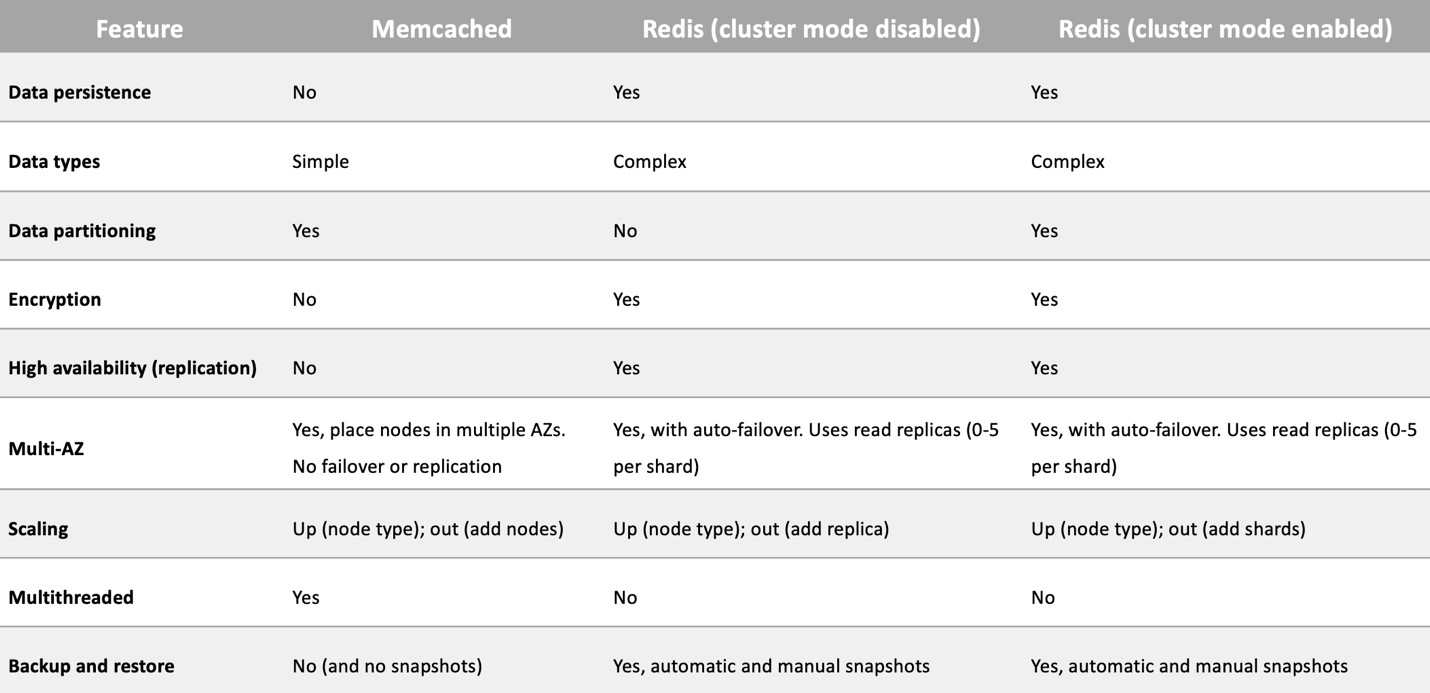 Feature Memcached Redis (cluster mode disabled) Redis (cluster mode enabled)
Data persistence No Yes Yes
Data types Simple Complex Complex
Data partitioning Yes No Yes
Encryption No Yes Yes
High availability (replication) No Yes Yes
Multi-AZ Yes, place nodes in multiple AZs. No failover or replication Yes, with auto-failover. Uses read replicas (0-5 per shard) Yes, with auto-failover. Uses read replicas (0-5 per shard)
Scaling Up (node type); out (add nodes) Up (node type); out (add replica) Up (node type); out (add shards)
Multithreaded Yes No No
Backup and restore No (and no snapshots) Yes, automatic and manual snapshots Yes, automatic and manual snapshots